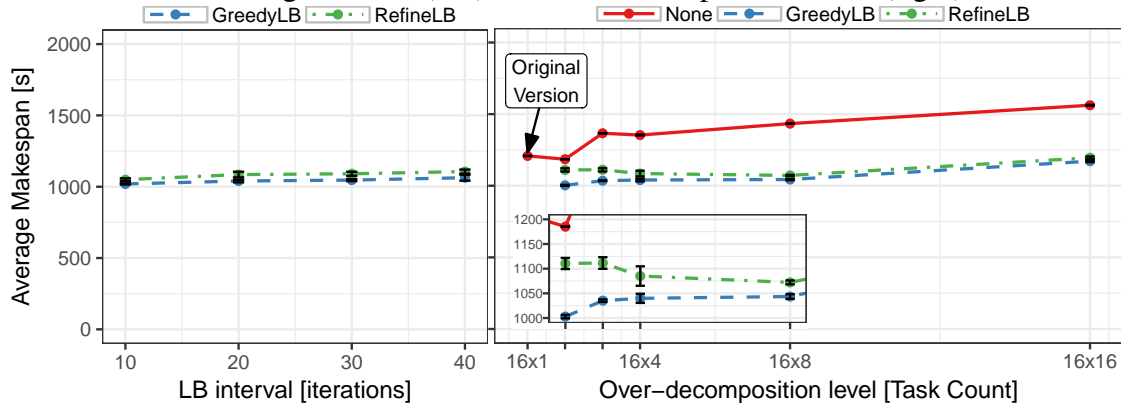 GreedyLB RefineLB
None GreedyLB RefineLB
Average Makespan [s]
2000
1500
1000
500
0
10 20 30 40
LB interval [iterations]
Original
Version
1200
1150
1100
1050
1000
16x1 16x4 16x8 16x16
Over−decomposition level [Task Count]